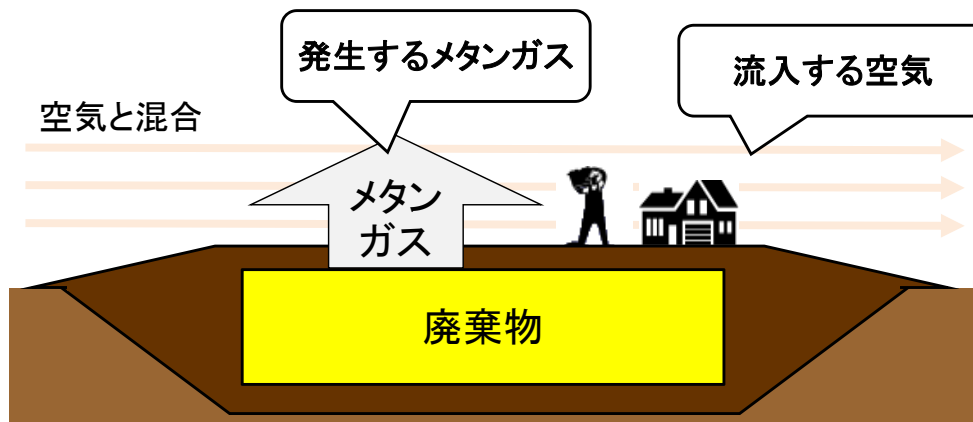 発生するメタンガス
流入する空気
空気と混合
メタン
ガス
廃棄物